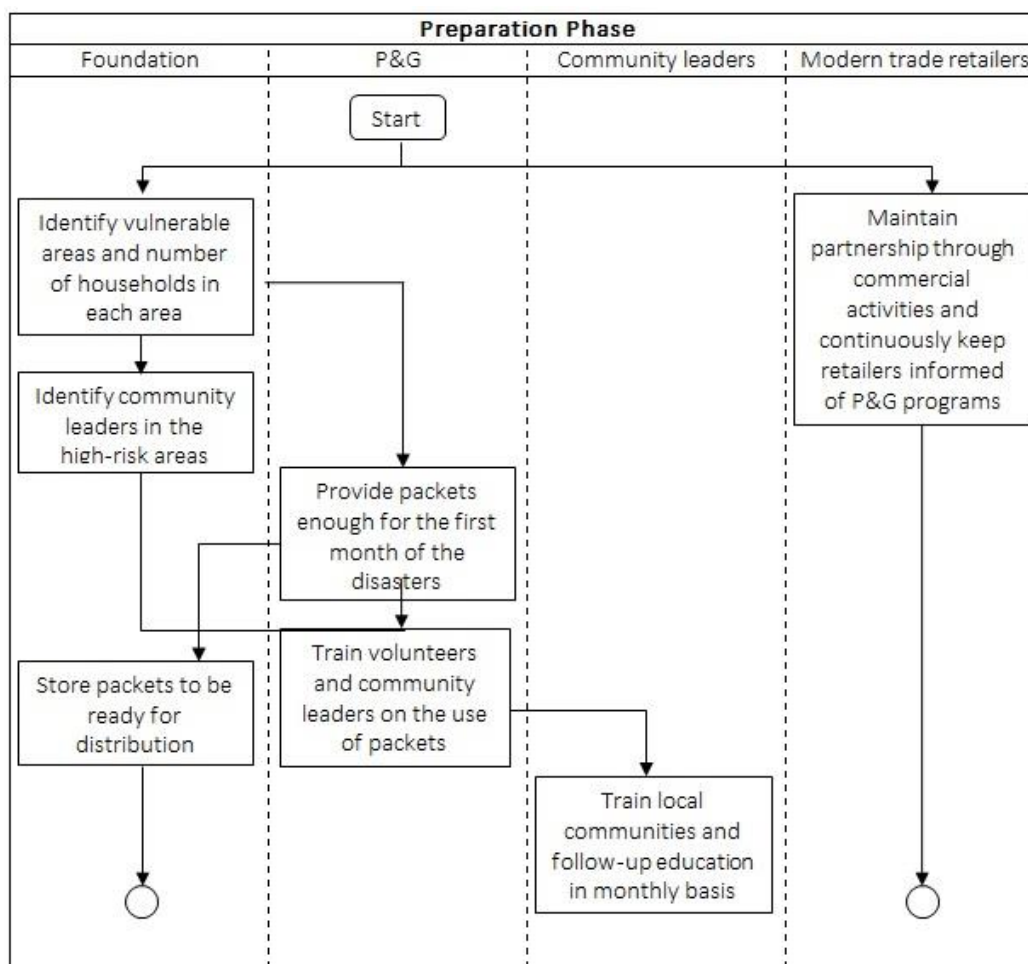 Preparation Phase
Foundation
P&G
Community leaders
Modern trade retailers
Start
Identify vulnerable
areas and number
of households in
each area
Maintain
partnership through
commercial
activities and
continuously keep
retailers informed
of P&G programs
Identify community
leaders in the
high-risk areas
Provide packets
enough for the first
month of the
disasters
Store packets to be
ready for
distribution
Train volunteers
and community
leaders on the use
of packets
Train local
communities and
follow-up education
in monthly basis